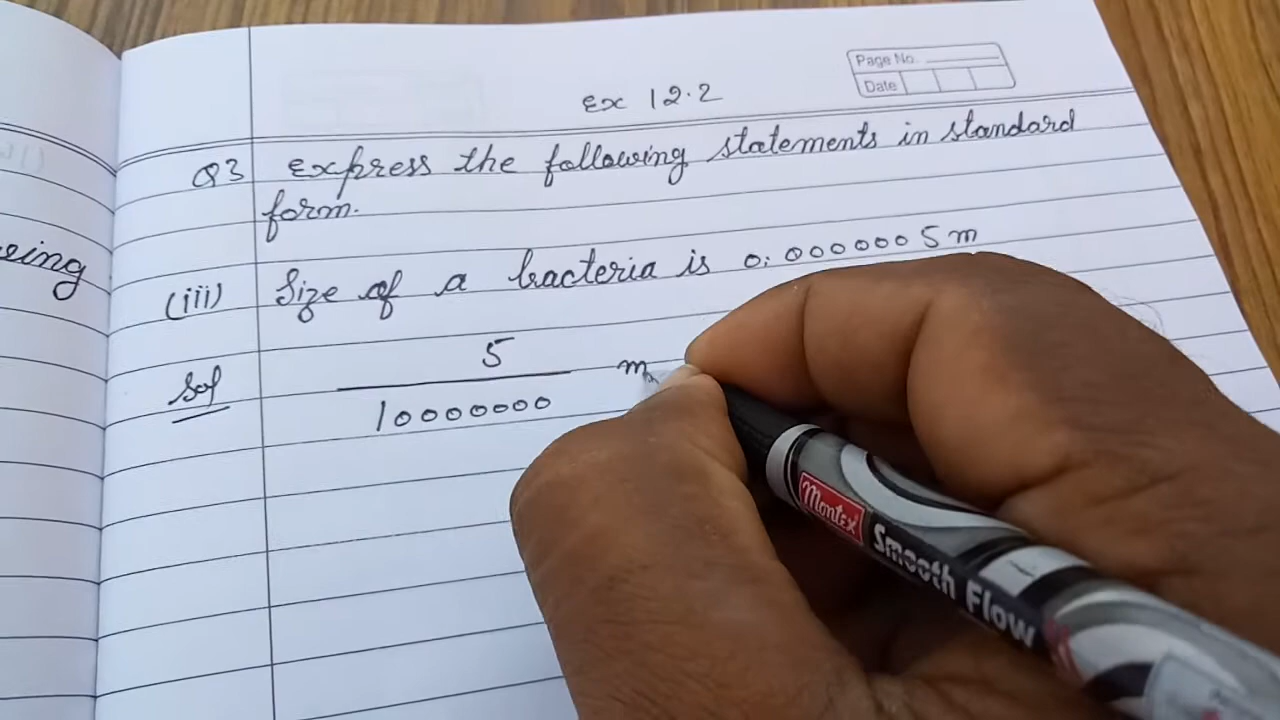 Page No.
Date
Ex 12.2
Q3 Express the following statements in standard
form.
eing
(iii) Size of a bacteria is 0.0000005 m
Sol 5 m
10000000
Montex Smooth Flow